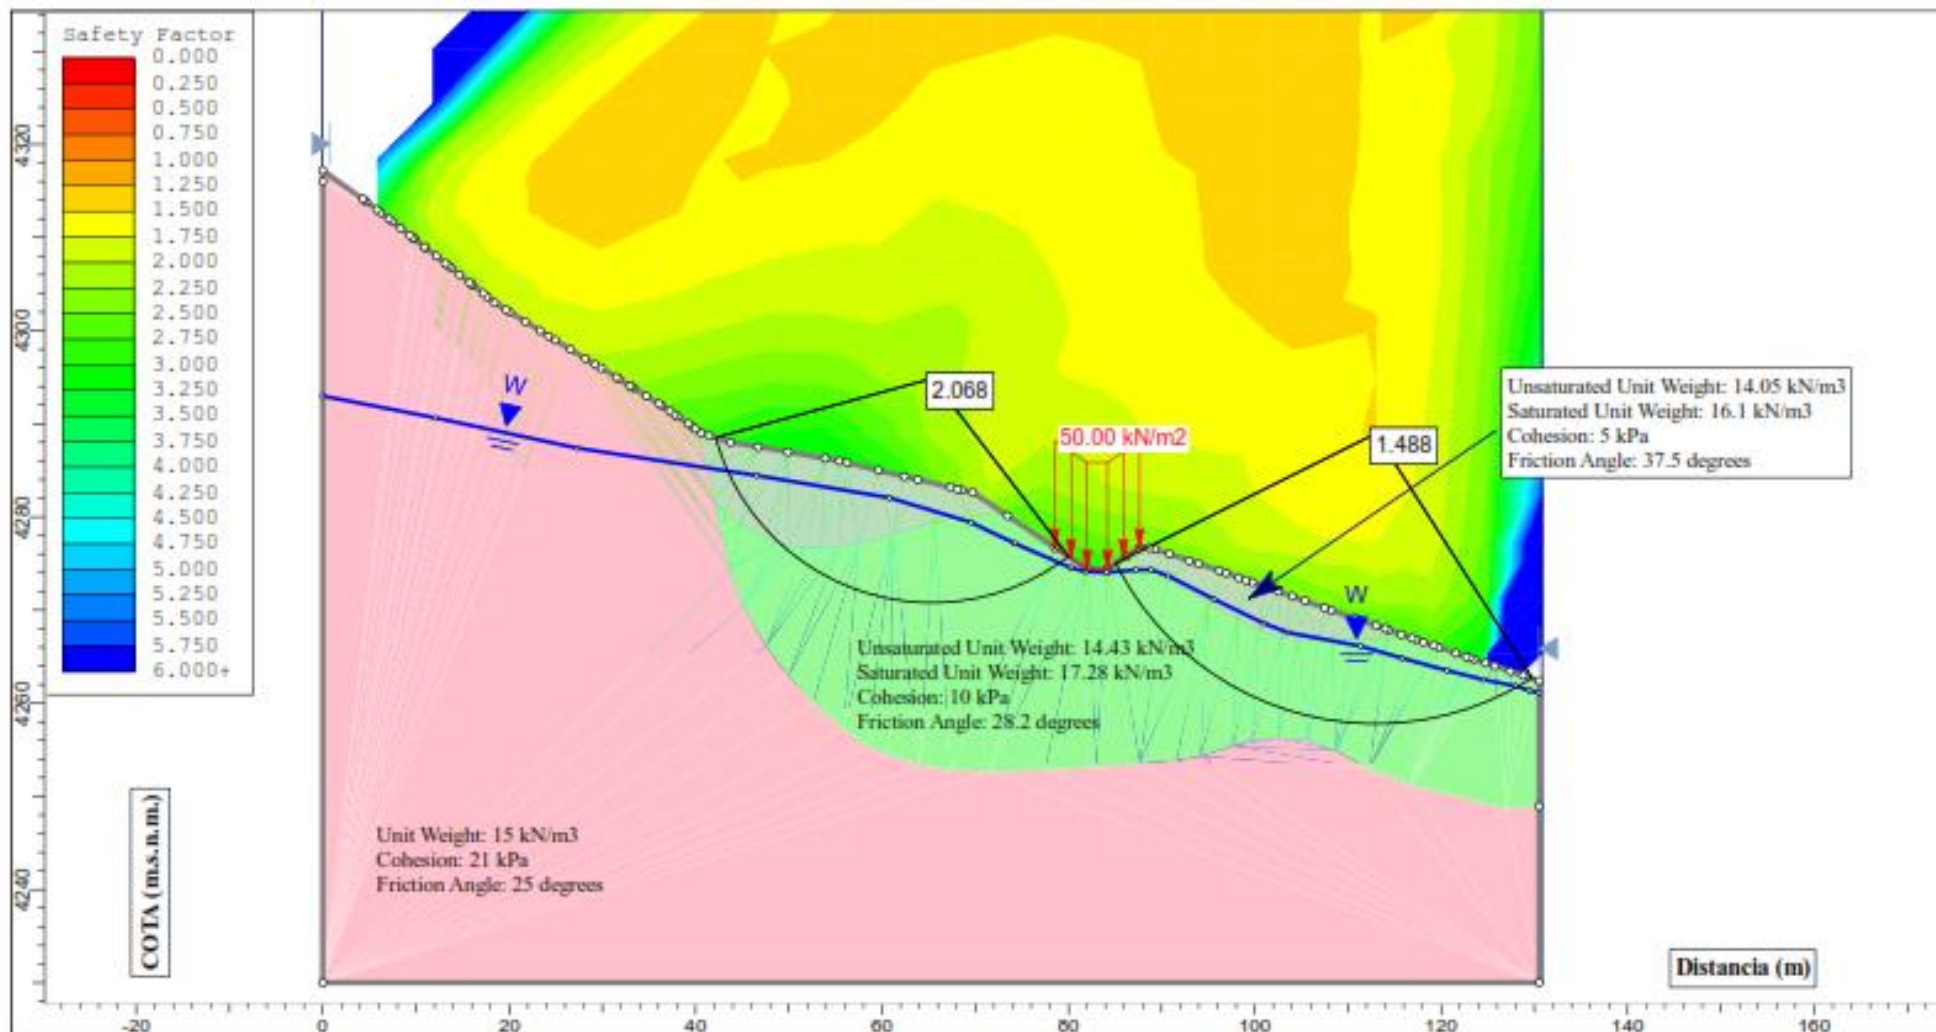 Safety Factor
0.000
0.250
0.500
0.750
1.000
1.250
1.500
1.750
2.000
2.250
2.500
2.750
3.000
3.250
3.500
3.750
4.000
4.250
4.500
4.750
5.000
5.250
5.500
5.750
6.000+
4320
4300
4280
4260
4240
COTA (m.s.n.m.)
W
2.068
50.00 kN/m2
1.488
Unsaturated Unit Weight: 14.05 kN/m3
Saturated Unit Weight: 16.1 kN/m3
Cohesion: 5 kPa
Friction Angle: 37.5 degrees
W
Unsaturated Unit Weight: 14.43 kN/m3
Saturated Unit Weight: 17.28 kN/m3
Cohesion: 10 kPa
Friction Angle: 28.2 degrees
Unit Weight: 15 kN/m3
Cohesion: 21 kPa
Friction Angle: 25 degrees
Distancia (m)
-20 0 20 40 60 80 100 120 140 160